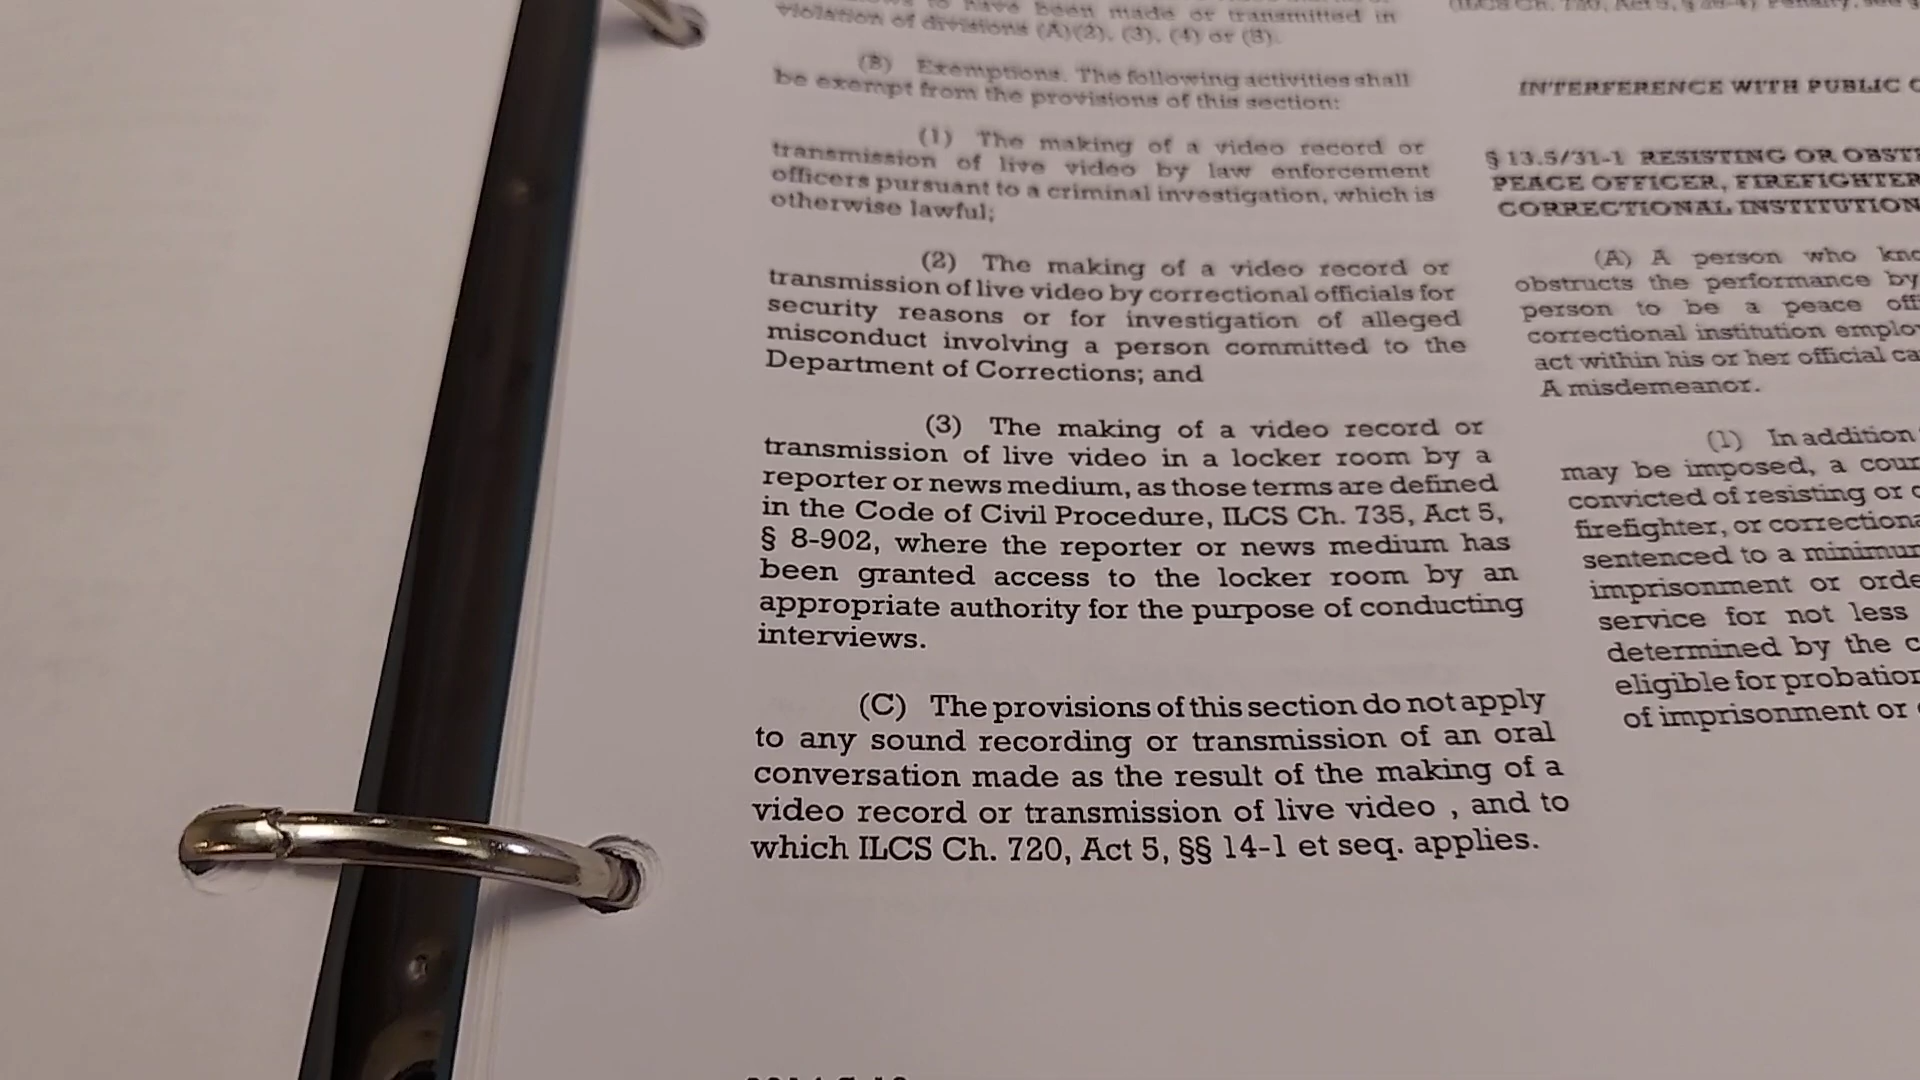 to have been made or transmitted in
violation of divisions (A)(2), (3), (4) or (8).
(B) Exemptions. The following activities shall
be exempt from the provisions of this section:
(1) The making of a video record or
transmission of live video by law enforcement
officers pursuant to a criminal investigation, which is
otherwise lawful;
(2) The making of a video record or
transmission of live video by correctional officials for
security reasons or for investigation of alleged
misconduct involving a person committed to the
Department of Corrections; and
(3) The making of a video record or
transmission of live video in a locker room by a
reporter or news medium, as those terms are defined
in the Code of Civil Procedure, ILCS Ch. 735, Act 5,
§ 8-902, where the reporter or news medium has
been granted access to the locker room by an
appropriate authority for the purpose of conducting
interviews.
(C) The provisions of this section do not apply
to any sound recording or transmission of an oral
conversation made as the result of the making of a
video record or transmission of live video , and to
which ILCS Ch. 720, Act 5, §§ 14-1 et seq. applies.
INTERFERENCE WITH PUBLIC
§ 13.5/31-1 RESISTING OR OBST
PEACE OFFICER, FIREFIGHTER
CORRECTIONAL INSTITUTION
(A) A person who kno
obstructs the performance by
person to be a peace offi
correctional institution employ
act within his or her official ca
A misdemeanor.
(1) In addition
may be imposed, a cour
convicted of resisting or
firefighter, or correctiona
sentenced to a minimum
imprisonment or orde
service for not less
determined by the
eligible for probation
of imprisonment or